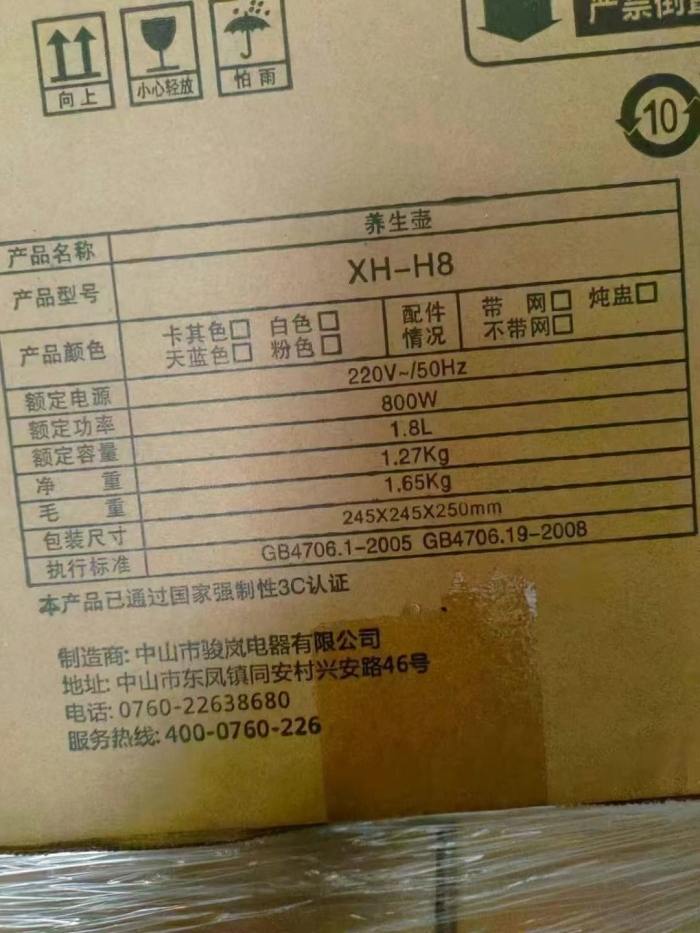 向上 小心轻放 怕雨
严禁倒置
10
产品名称 养生壶
产品型号 XH-H8
产品颜色 卡其色□ 白色□ 天蓝色□ 粉色□ 配件情况 带 网□ 炖盅□ 不带网□
额定电源 220V~/50Hz
额定功率 800W
额定容量 1.8L
净 重 1.27Kg
毛 重 1.65Kg
包装尺寸 245X245X250mm
执行标准 GB4706.1-2005 GB4706.19-2008
本产品已通过国家强制性3C认证
制造商: 中山市骏岚电器有限公司
地址: 中山市东凤镇同安村兴安路46号
电话: 0760-22638680
服务热线: 400-0760-226